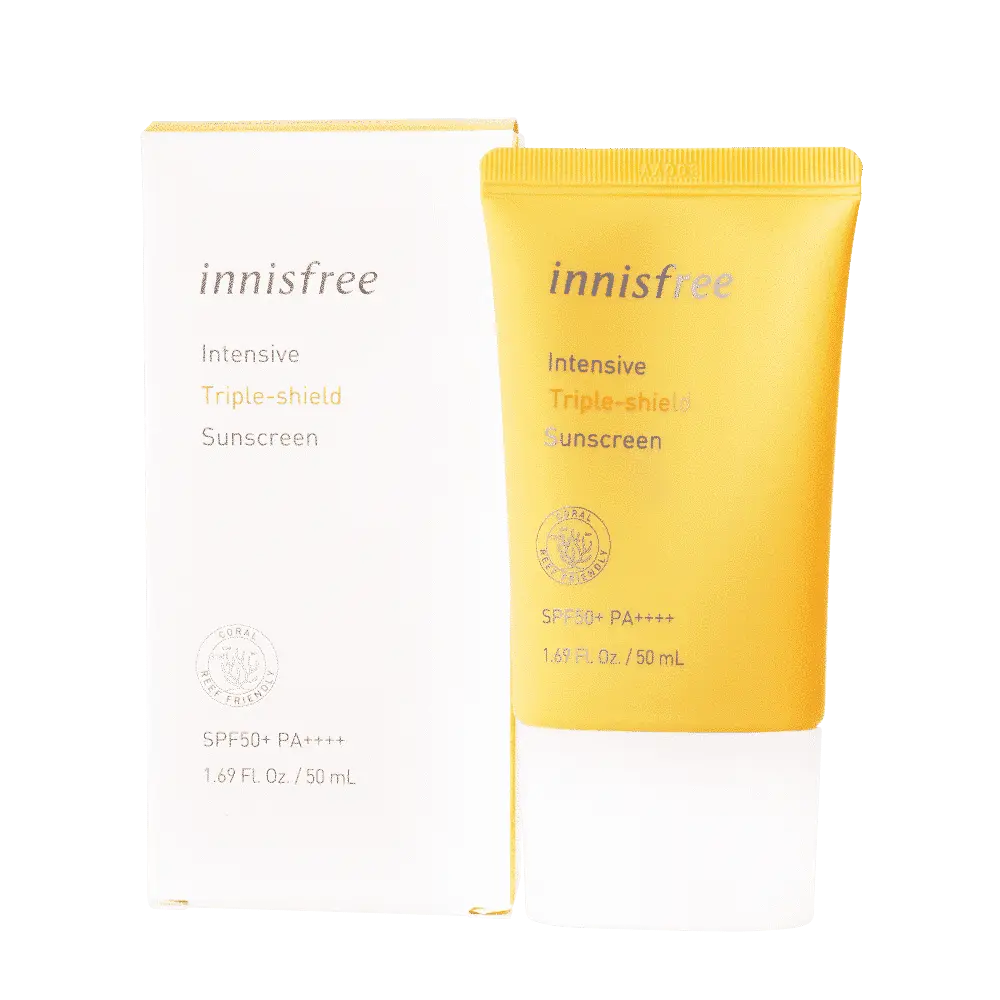 innisfree
Intensive
Triple-shield
Sunscreen
CORAL
REEF FRIENDLY
SPF50+ PA++++
1.69 FL. Oz. / 50 mL
innisfree
Intensive
Triple-shield
Sunscreen
CORAL
REEF FRIENDLY
SPF50+ PA++++
1.69 FL. Oz. / 50 mL